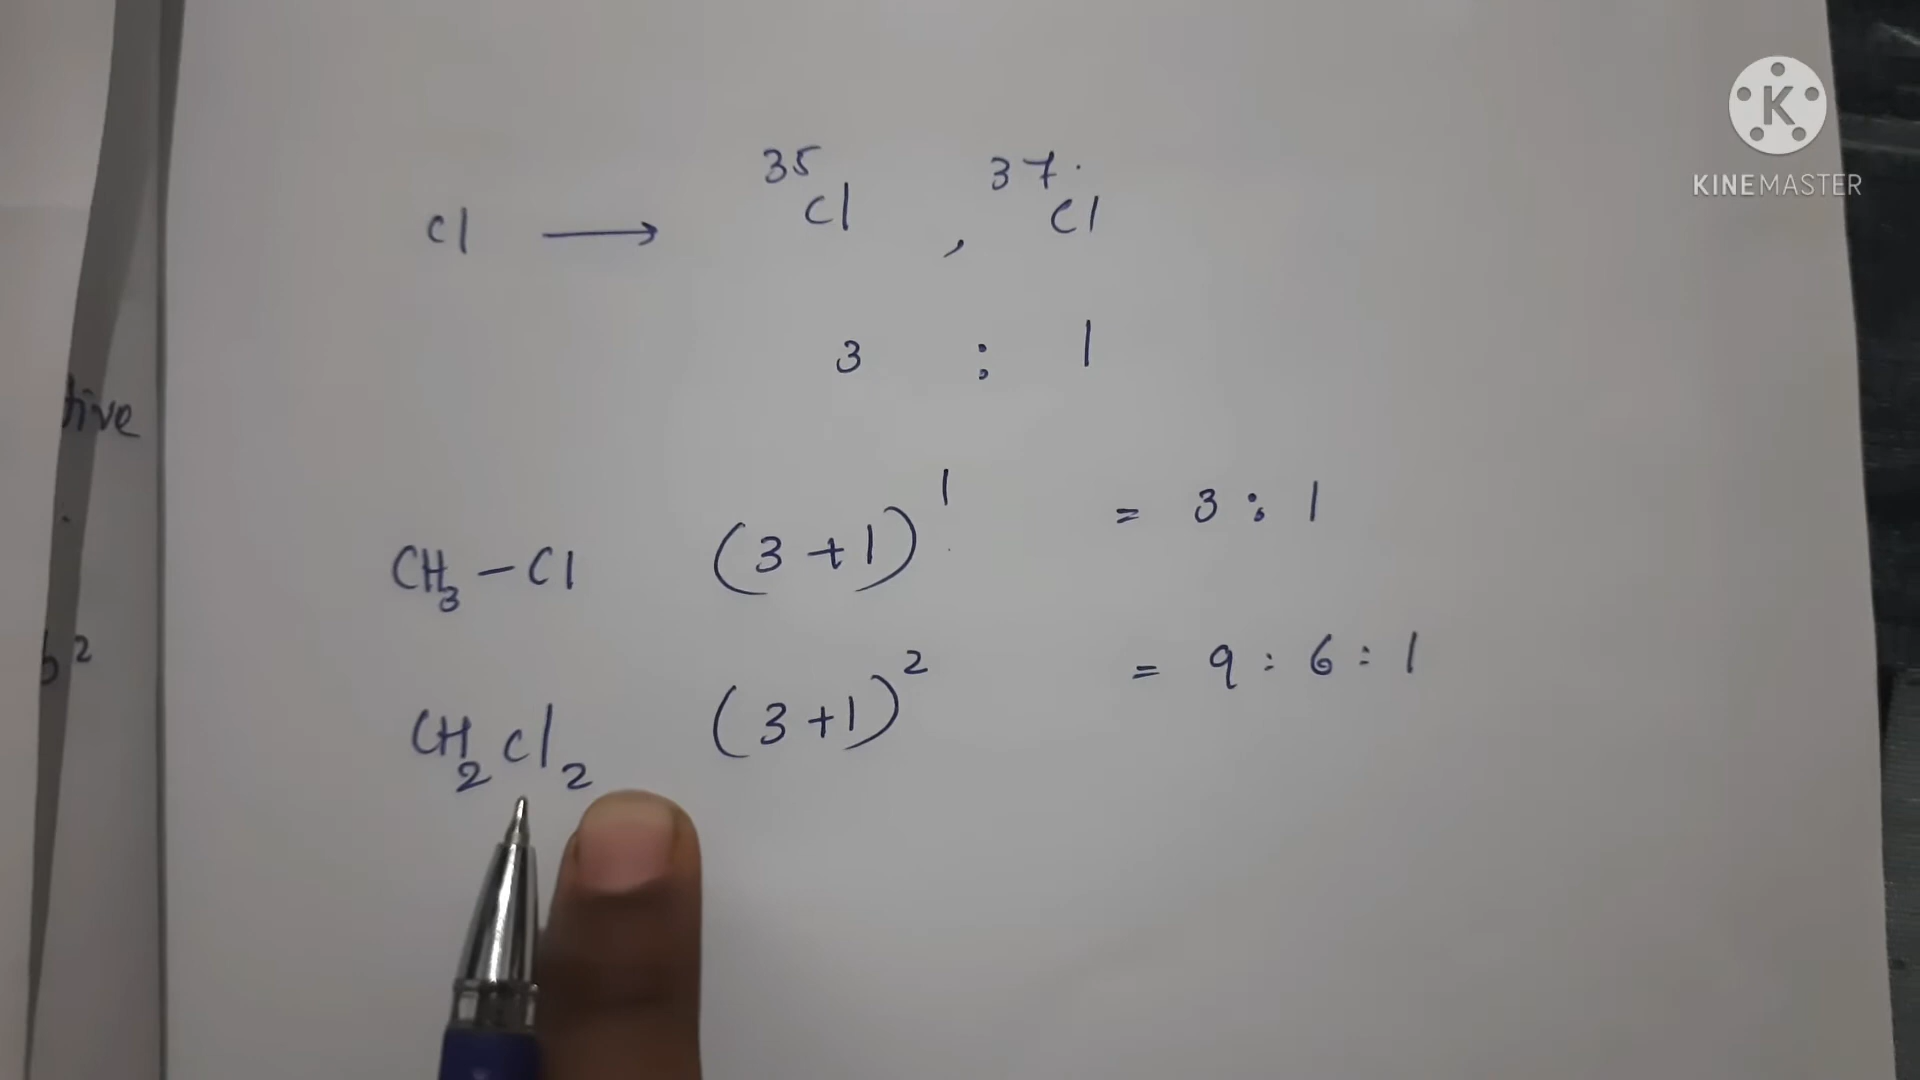 KINEMASTER
Cl ⟶ ³⁵Cl , ³⁷Cl
3 : 1
CH₃ – Cl (3 + 1)¹ = 3 : 1
CH₂Cl₂ (3 + 1)² = 9 : 6 : 1